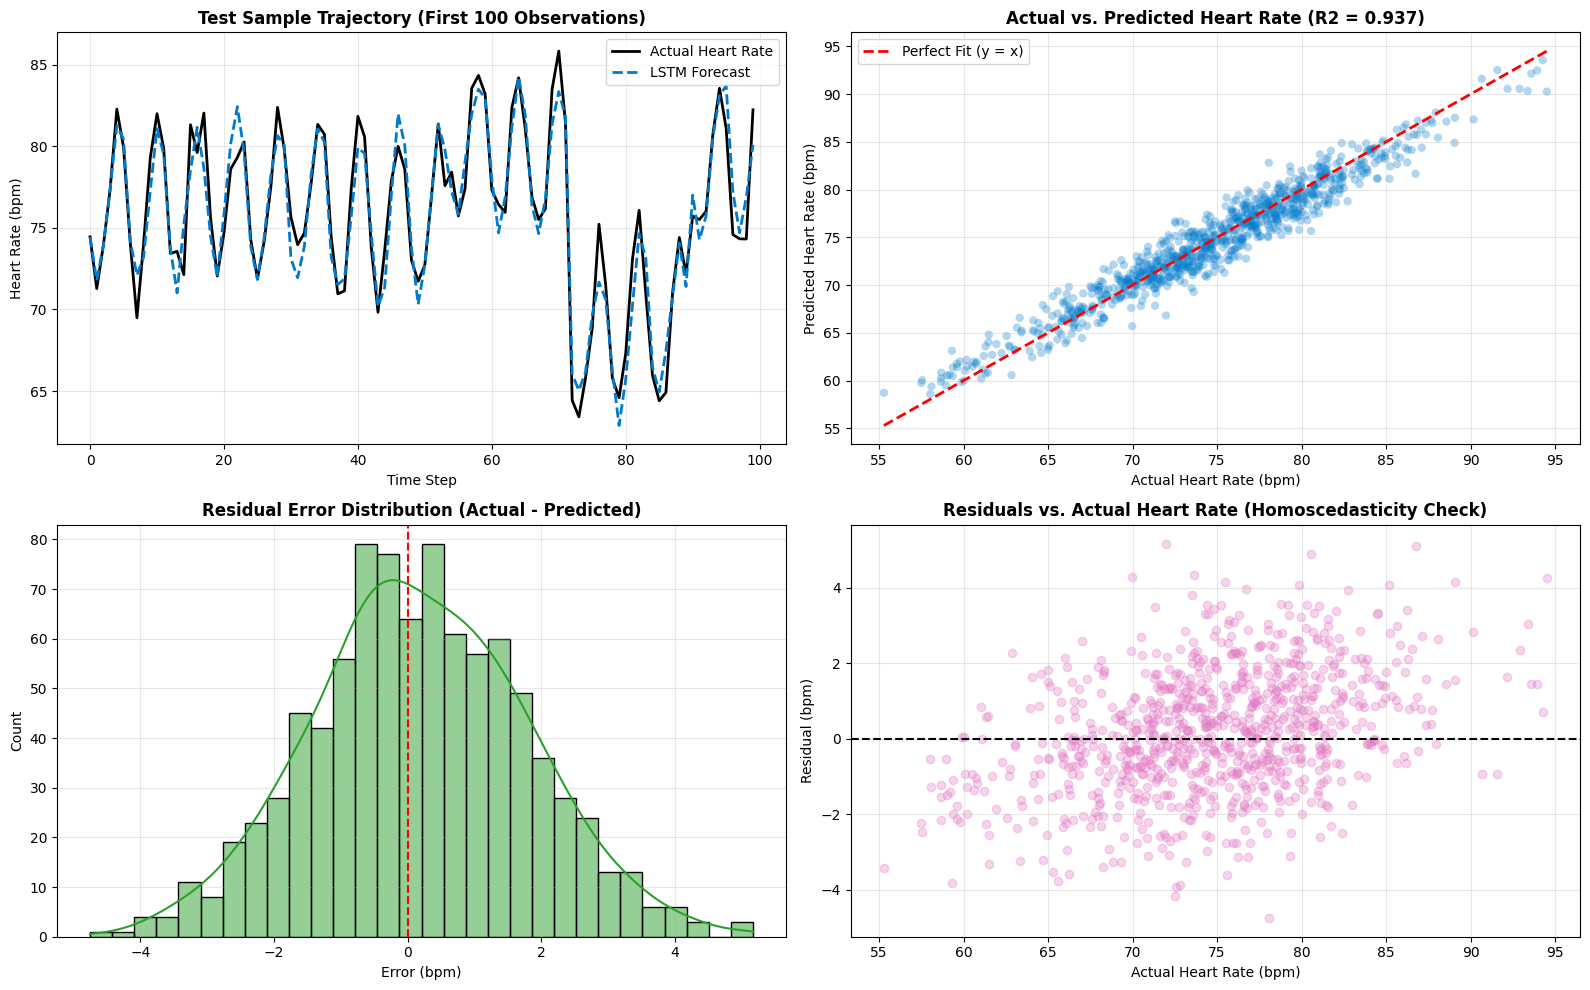 Test Sample Trajectory (First 100 Observations)
Actual Heart Rate
LSTM Forecast
85
80
75
70
65
Heart Rate (bpm)
0 20 40 60 80 100
Time Step
Actual vs. Predicted Heart Rate (R2 = 0.937)
Perfect Fit (y = x)
95
90
85
80
75
70
65
60
55
Predicted Heart Rate (bpm)
55 60 65 70 75 80 85 90 95
Actual Heart Rate (bpm)
Residual Error Distribution (Actual - Predicted)
80
70
60
50
40
30
20
10
0
Count
−4 −2 0 2 4
Error (bpm)
Residuals vs. Actual Heart Rate (Homoscedasticity Check)
4
2
0
−2
−4
Residual (bpm)
55 60 65 70 75 80 85 90 95
Actual Heart Rate (bpm)